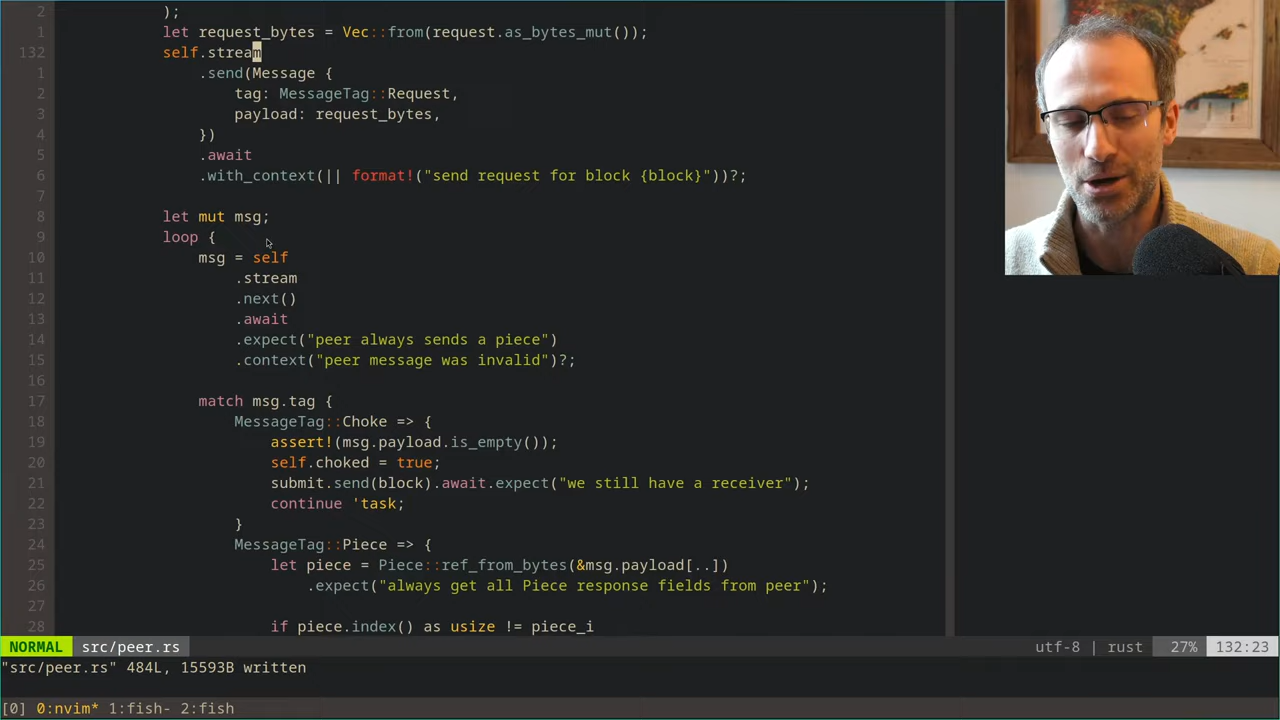 2 );
1 let request_bytes = Vec::from(request.as_bytes_mut());
132 self.stream
1 .send(Message {
2 tag: MessageTag::Request,
3 payload: request_bytes,
4 })
5 .await
6 .with_context(|| format!("send request for block {block}"))?;
7
8 let mut msg;
9 loop {
10 msg = self
11 .stream
12 .next()
13 .await
14 .expect("peer always sends a piece")
15 .context("peer message was invalid")?;
16
17 match msg.tag {
18 MessageTag::Choke => {
19 assert!(msg.payload.is_empty());
20 self.choked = true;
21 submit.send(block).await.expect("we still have a receiver");
22 continue 'task;
23 }
24 MessageTag::Piece => {
25 let piece = Piece::ref_from_bytes(&msg.payload[..])
26 .expect("always get all Piece response fields from peer");
27
28 if piece.index() as usize != piece_i
NORMAL src/peer.rs utf-8 | rust 27% 132:23
"src/peer.rs" 484L, 15593B written
[0] 0:nvim* 1:fish- 2:fish